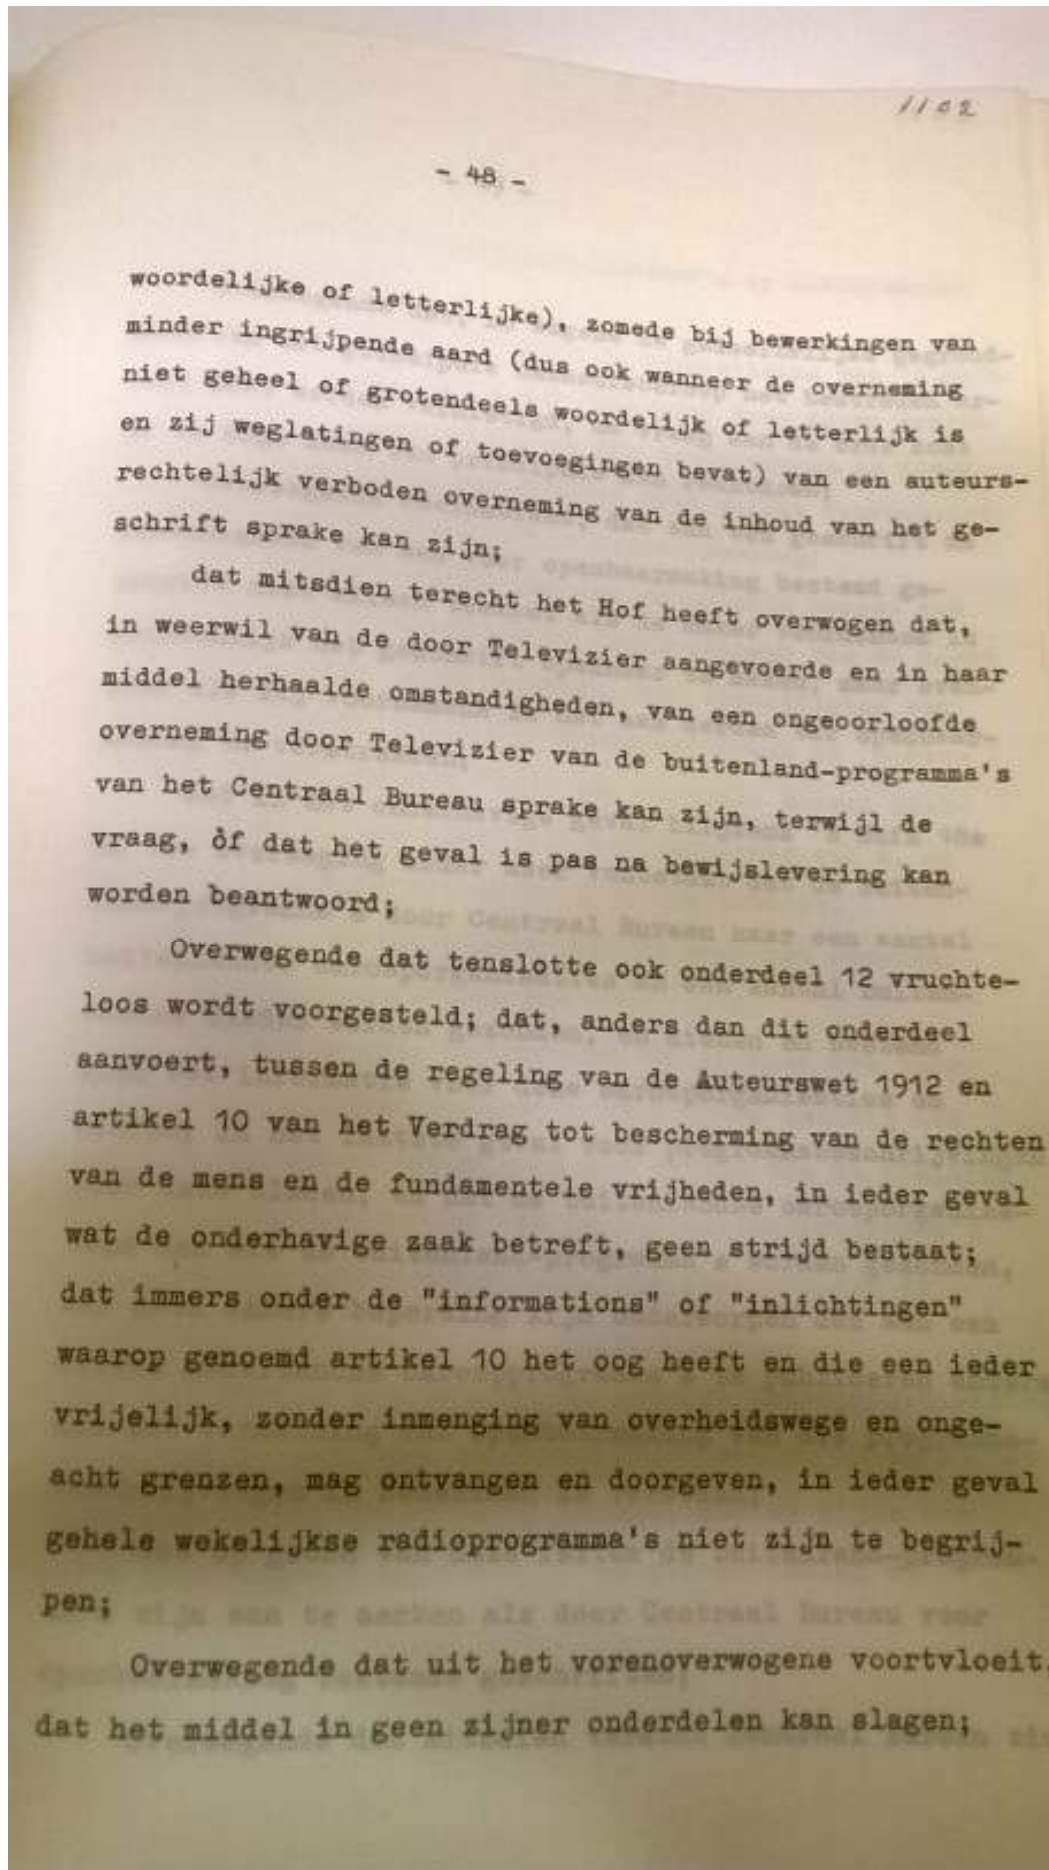 1102
- 48 -
woordelijke of letterlijke), zomede bij bewerkingen van
minder ingrijpende aard (dus ook wanneer de overneming
niet geheel of grotendeels woordelijk of letterlijk is
en zij weglatingen of toevoegingen bevat) van een auteurs-
rechtelijk verboden overneming van de inhoud van het ge-
schrift sprake kan zijn;
dat mitsdien terecht het Hof heeft overwogen dat,
in weerwil van de door Televizier aangevoerde en in haar
middel herhaalde omstandigheden, van een ongeoorloofde
overneming door Televizier van de buitenland-programma's
van het Centraal Bureau sprake kan zijn, terwijl de
vraag, òf dat het geval is pas na bewijslevering kan
worden beantwoord;
Overwegende dat tenslotte ook onderdeel 12 vruchte-
loos wordt voorgesteld; dat, anders dan dit onderdeel
aanvoert, tussen de regeling van de Auteurswet 1912 en
artikel 10 van het Verdrag tot bescherming van de rechten
van de mens en de fundamentele vrijheden, in ieder geval
wat de onderhavige zaak betreft, geen strijd bestaat;
dat immers onder de "informations" of "inlichtingen"
waarop genoemd artikel 10 het oog heeft en die een ieder
vrijelijk, zonder inmenging van overheidswege en onge-
acht grenzen, mag ontvangen en doorgeven, in ieder geval
gehele wekelijkse radioprogramma's niet zijn te begrij-
pen;
Overwegende dat uit het vorenoverwogene voortvloeit,
dat het middel in geen zijner onderdelen kan slagen;